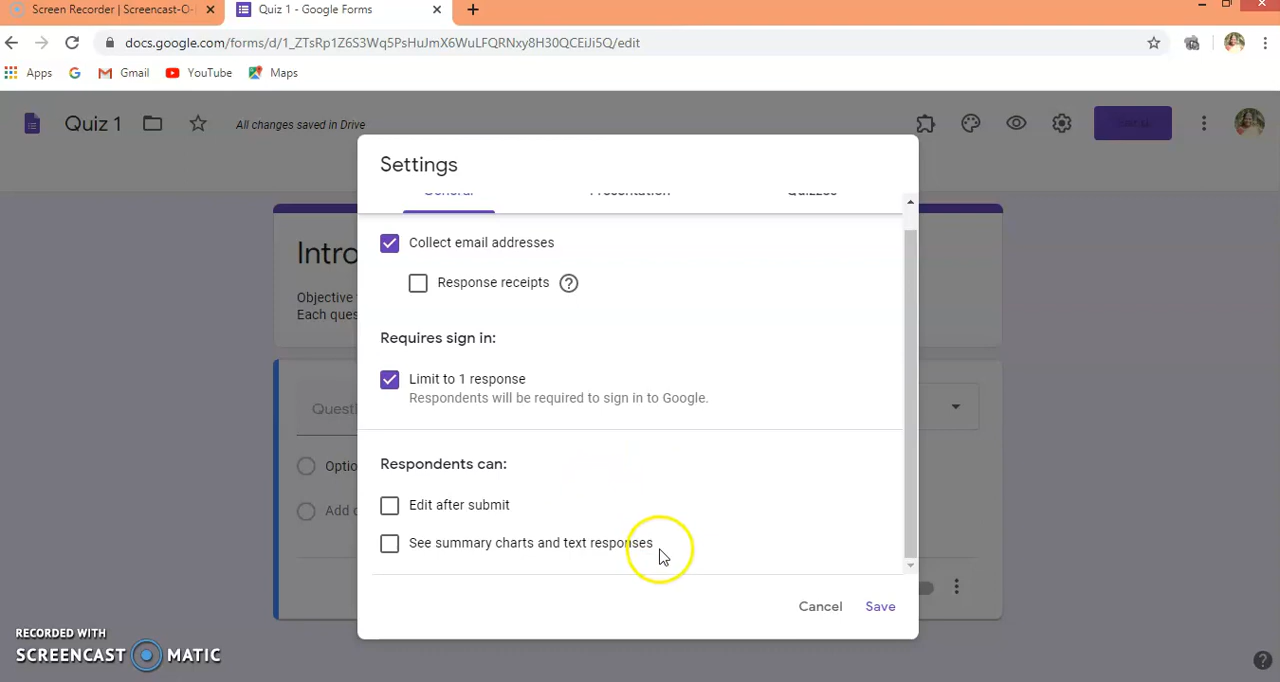 Screen Recorder | Screencast-O-
Quiz 1 - Google Forms
docs.google.com/forms/d/1_ZTsRp1Z6S3Wq5PsHuJmX6WuLFQRNxy8H30QCEiJi5Q/edit
Apps
Gmail
YouTube
Maps
Quiz 1
All changes saved in Drive
Settings
General
Presentation
Quizzes
Collect email addresses
Intro
Response receipts
Objective
Each ques
Requires sign in:
Limit to 1 response
Respondents will be required to sign in to Google.
Questi
Respondents can:
Optio
Edit after submit
Add o
See summary charts and text responses
Cancel
Save
RECORDED WITH
SCREENCAST MATIC